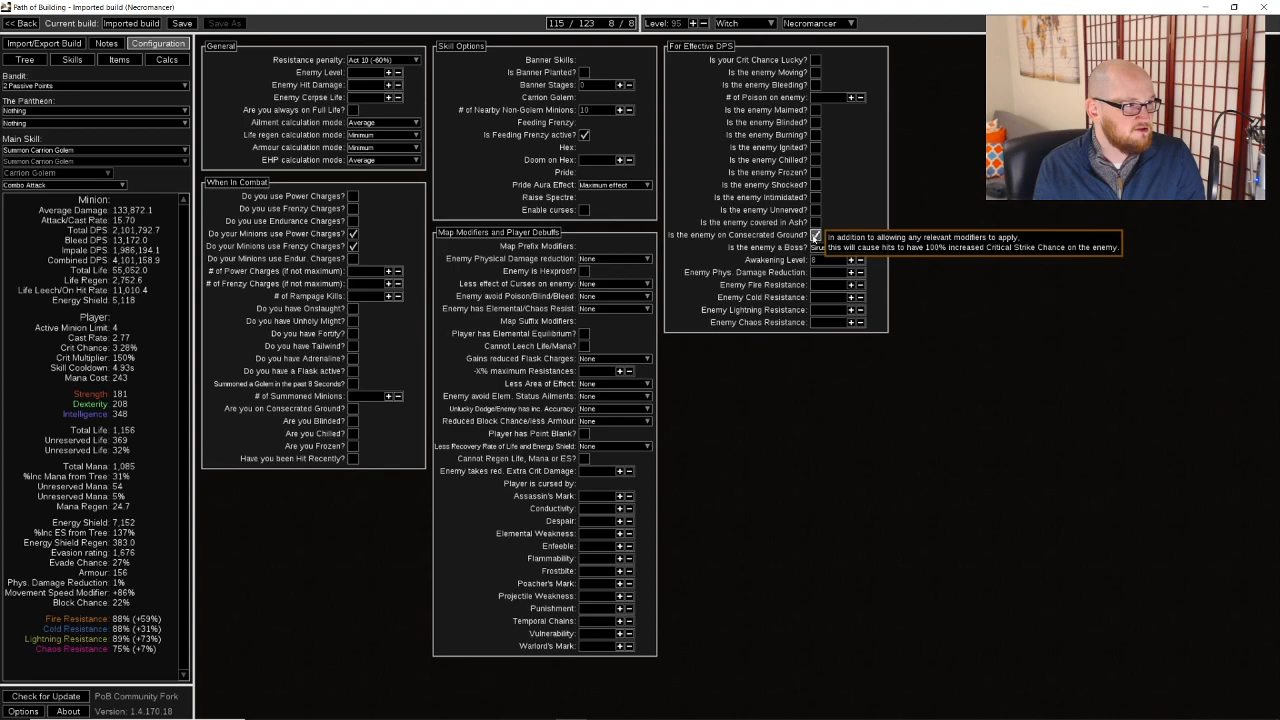 Path of Building - Imported build (Necromancer)
<< Back
Current build:
Imported build
Save
Save As
115 / 123 8 / 8
Level: 95
Witch
Necromancer
Import/Export Build
Notes
Configuration
Tree
Skills
Items
Calcs
Bandit:
2 Passive Points
The Pantheon:
Nothing
Nothing
Main Skill:
Summon Carrion Golem
Summon Carrion Golem
Carrion Golem
Combo Attack
Minion:
Average Damage: 133,872.1
Attack/Cast Rate: 15.70
Total DPS: 2,101,792.7
Bleed DPS: 13,172.0
Impale DPS: 1,986,194.1
Combined DPS: 4,101,158.9
Total Life: 55,052.0
Life Regen: 2,752.6
Life Leech/On Hit Rate: 11,010.4
Energy Shield: 5,118
Player:
Active Minion Limit: 4
Cast Rate: 2.77
Crit Chance: 3.28%
Crit Multiplier: 150%
Skill Cooldown: 4.93s
Mana Cost: 243
Strength: 181
Dexterity: 208
Intelligence: 348
Total Life: 1,156
Unreserved Life: 369
Unreserved Life: 32%
Total Mana: 1,085
%Inc Mana from Tree: 31%
Unreserved Mana: 54
Unreserved Mana: 5%
Mana Regen: 24.7
Energy Shield: 7,152
%Inc ES from Tree: 137%
Energy Shield Regen: 383.0
Evasion rating: 1,676
Evade Chance: 27%
Armour: 156
Phys. Damage Reduction: 1%
Movement Speed Modifier: +86%
Block Chance: 22%
Fire Resistance: 88% (+59%)
Cold Resistance: 88% (+31%)
Lightning Resistance: 89% (+73%)
Chaos Resistance: 75% (+7%)
Check for Update
PoB Community Fork
Options
About
Version: 1.4.170.18
General
Resistance penalty: Act 10 (-60%)
Enemy Level:
Enemy Hit Damage:
Enemy Corpse Life:
Are you always on Full Life?
Ailment calculation mode: Average
Life regen calculation mode: Minimum
Armour calculation mode: Minimum
EHP calculation mode: Average
When In Combat
Do you use Power Charges?
Do you use Frenzy Charges?
Do you use Endurance Charges?
Do your Minions use Power Charges?
Do your Minions use Frenzy Charges?
Do your Minions use Endur. Charges?
# of Power Charges (if not maximum):
# of Frenzy Charges (if not maximum):
# of Rampage Kills:
Do you have Onslaught?
Do you have Unholy Might?
Do you have Fortify?
Do you have Tailwind?
Do you have Adrenaline?
Do you have a Flask active?
Summoned a Golem in the past 8 Seconds?
# of Summoned Minions:
Are you on Consecrated Ground?
Are you Blinded?
Are you Chilled?
Are you Frozen?
Have you been Hit Recently?
Skill Options
Banner Skills:
Is Banner Planted?
Banner Stages: 0
Carrion Golem:
# of Nearby Non-Golem Minions: 10
Feeding Frenzy:
Is Feeding Frenzy active?
Hex:
Doom on Hex:
Pride:
Pride Aura Effect: Maximum effect
Raise Spectre:
Enable curses:
Map Modifiers and Player Debuffs
Map Prefix Modifiers:
Enemy Physical Damage reduction: None
Enemy is Hexproof?
Less effect of Curses on enemy: None
Enemy avoid Poison/Blind/Bleed: None
Enemy has Elemental/Chaos Resist: None
Map Suffix Modifiers:
Player has Elemental Equilibrium?
Cannot Leech Life/Mana?
Gains reduced Flask Charges: None
-X% maximum Resistances:
Less Area of Effect: None
Enemy avoid Elem. Status Ailments: None
Unlucky Dodge/Enemy has inc. Accuracy: None
Reduced Block Chance/less Armour: None
Player has Point Blank?
Less Recovery Rate of Life and Energy Shield: None
Cannot Regen Life, Mana or ES?
Enemy takes red. Extra Crit Damage:
Player is cursed by:
Assassin's Mark:
Conductivity:
Despair:
Elemental Weakness:
Enfeeble:
Flammability:
Frostbite:
Poacher's Mark:
Projectile Weakness:
Punishment:
Temporal Chains:
Vulnerability:
Warlord's Mark:
For Effective DPS
Is your Crit Chance Lucky?
Is the enemy Moving?
Is the enemy Bleeding?
# of Poison on enemy:
Is the enemy Maimed?
Is the enemy Blinded?
Is the enemy Burning?
Is the enemy Ignited?
Is the enemy Chilled?
Is the enemy Frozen?
Is the enemy Shocked?
Is the enemy Intimidated?
Is the enemy Unnerved?
Is the enemy covered in Ash?
Is the enemy on Consecrated Ground?
Is the enemy a Boss?
Awakening Level: 8
Enemy Phys. Damage Reduction:
Enemy Fire Resistance:
Enemy Cold Resistance:
Enemy Lightning Resistance:
Enemy Chaos Resistance:
In addition to allowing any relevant modifiers to apply,
this will cause hits to have 100% increased Critical Strike Chance on the enemy.